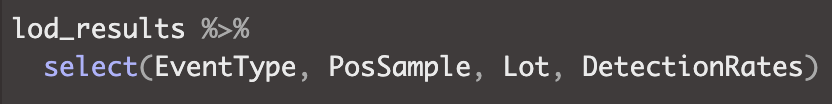 lod_results %>%
  select(EventType, PosSample, Lot, DetectionRates)